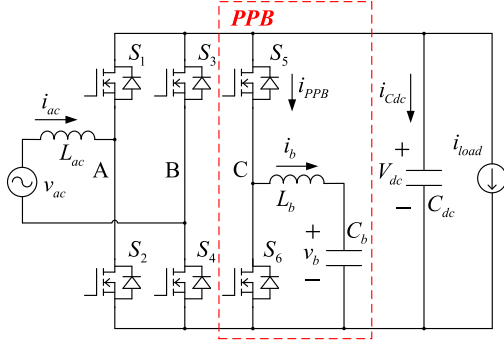 PPB
S1 S3 S5
iac iPPB iCdc
Lac A B C ib iload
vac Lb Vdc + − Cdc
S2 S4 S6 + vb − Cb